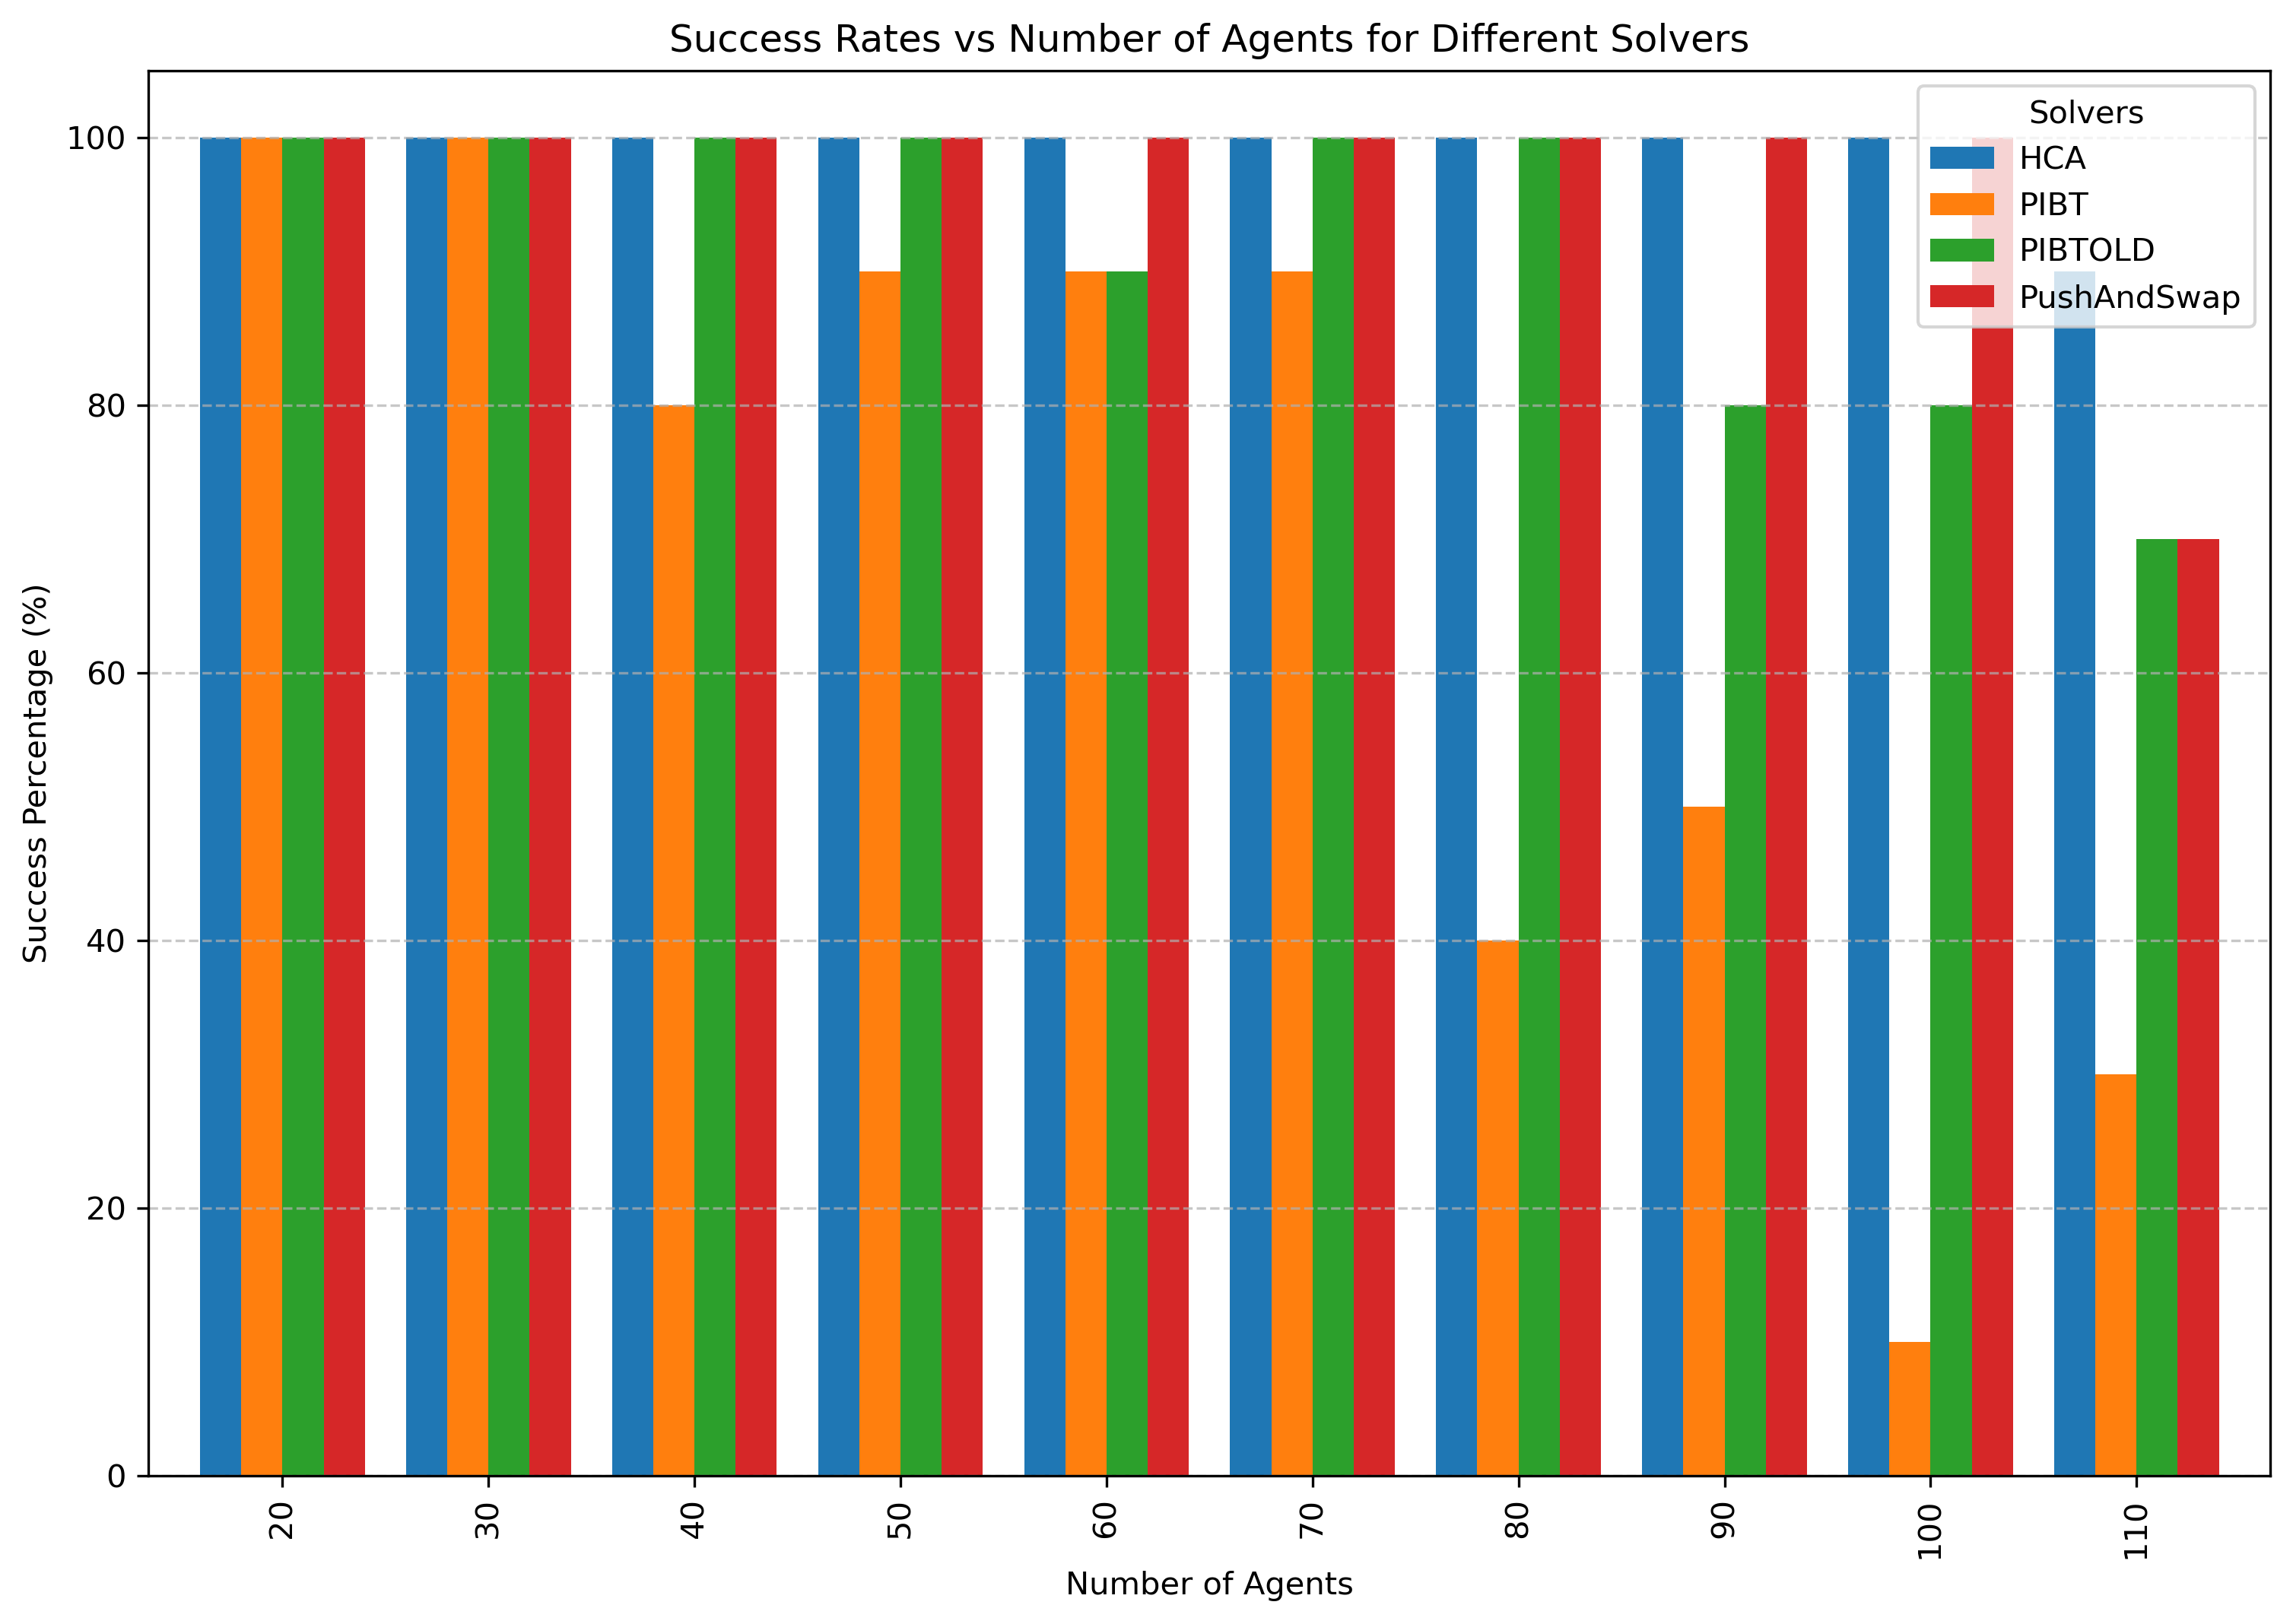 Success Rates vs Number of Agents for Different Solvers
Solvers
HCA
PIBT
PIBTOLD
PushAndSwap
Success Percentage (%)
100
80
60
40
20
0
20 30 40 50 60 70 80 90 100 110
Number of Agents